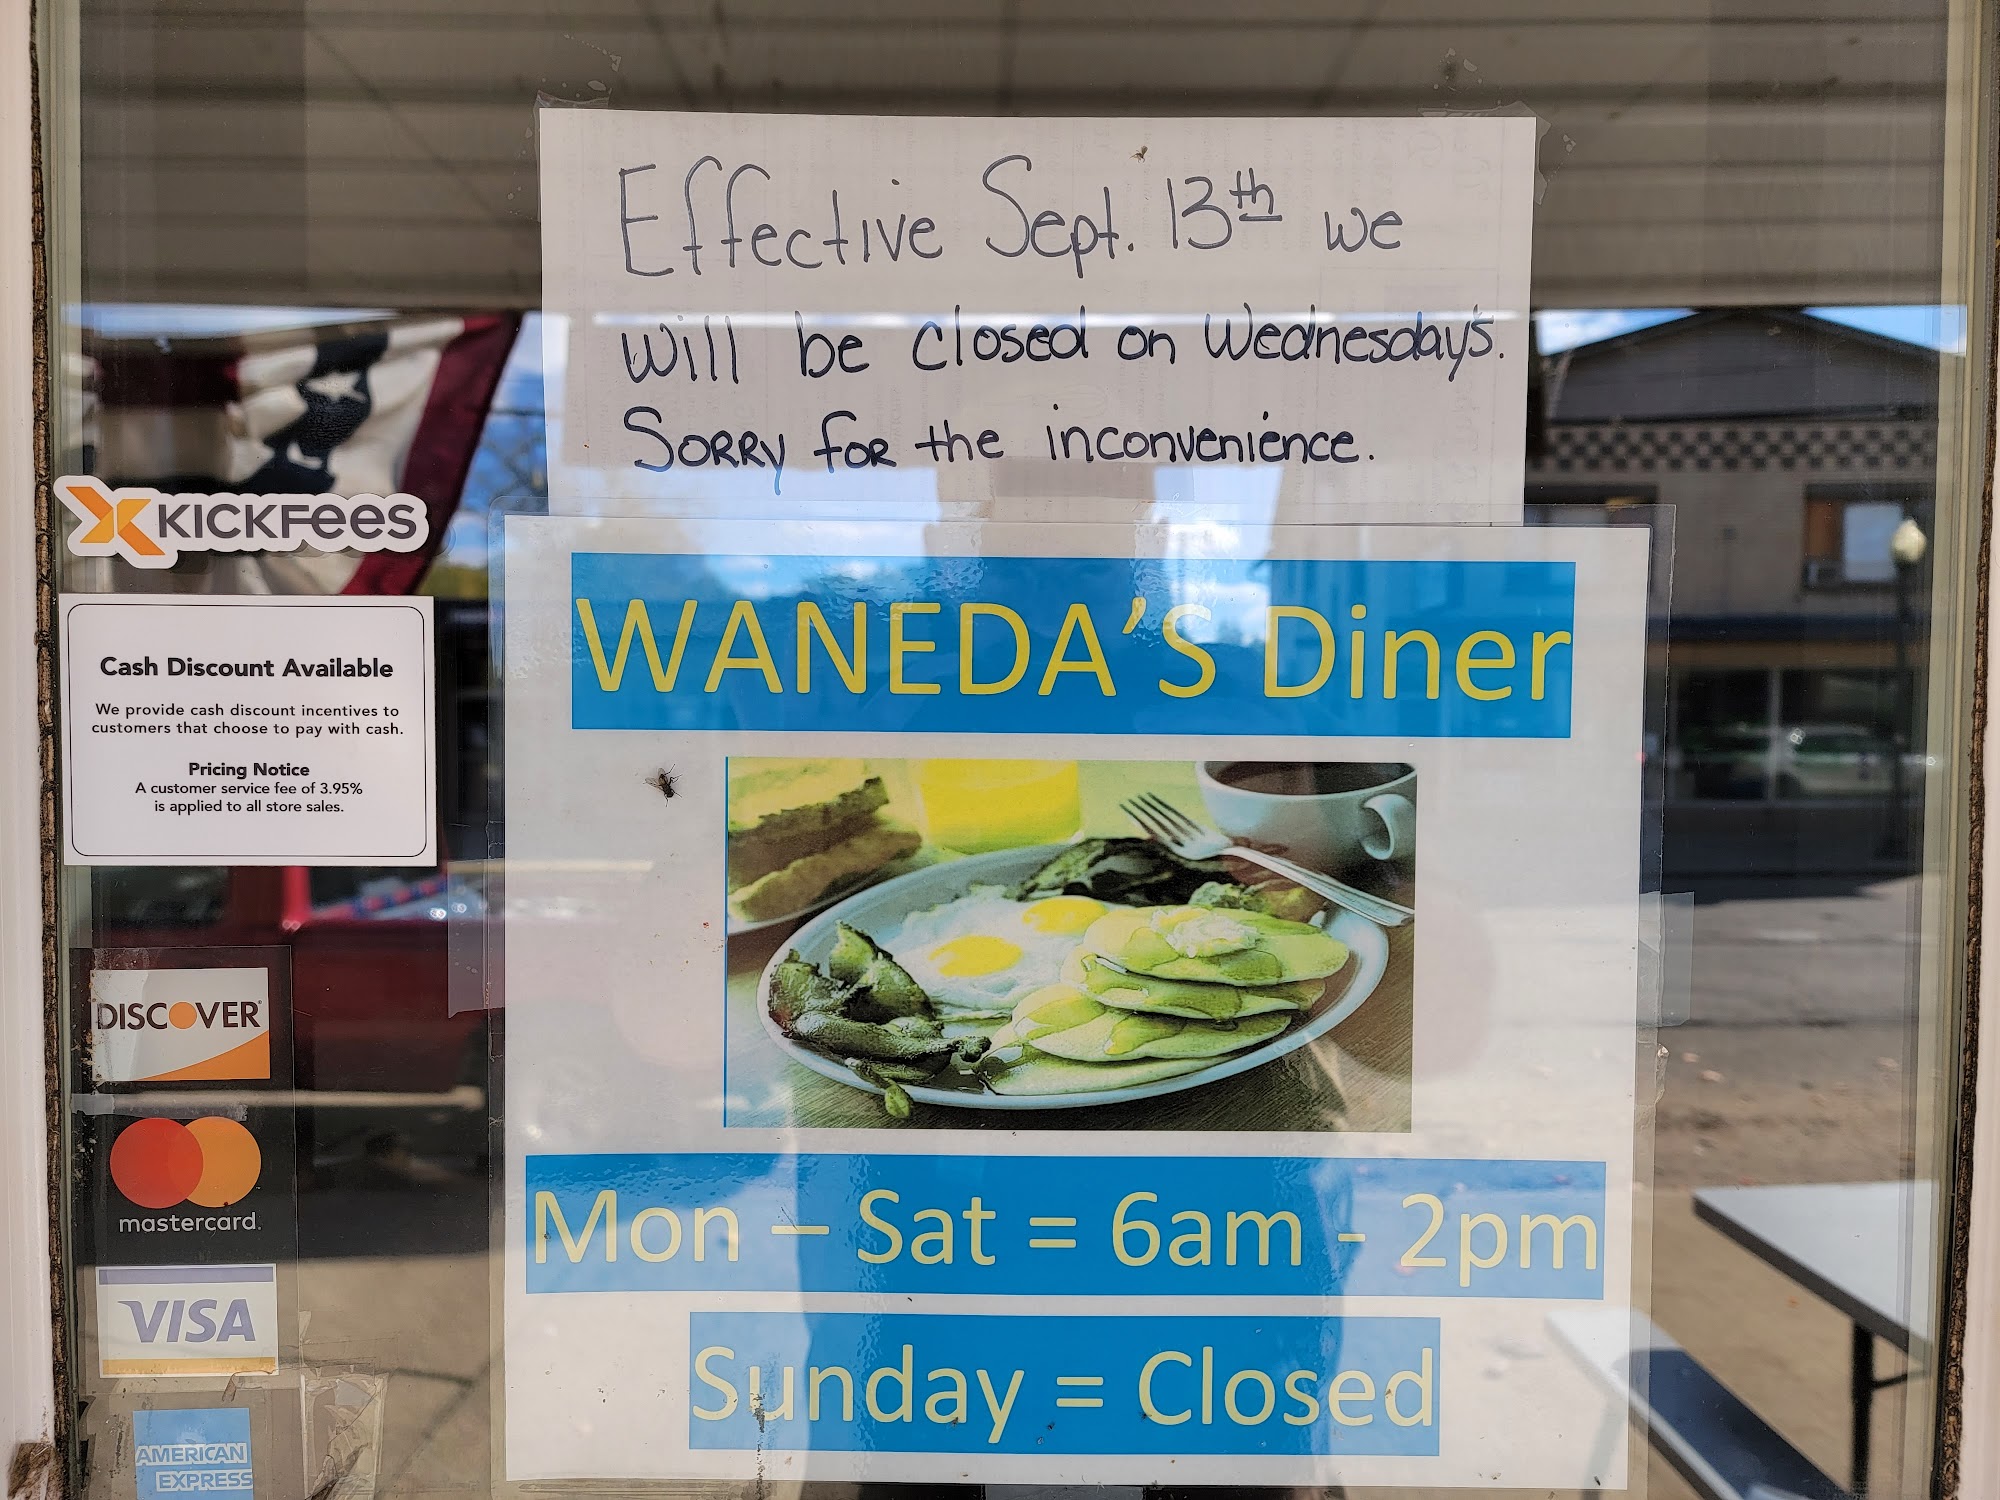 Effective Sept. 13th we
will be closed on Wednesday's.
Sorry for the inconvenience.
KICKFEES
Cash Discount Available
We provide cash discount incentives to
customers that choose to pay with cash.
Pricing Notice
A customer service fee of 3.95%
is applied to all store sales.
DISCOVER
mastercard.
VISA
AMERICAN
EXPRESS
WANEDA'S Diner
Mon – Sat = 6am - 2pm
Sunday = Closed